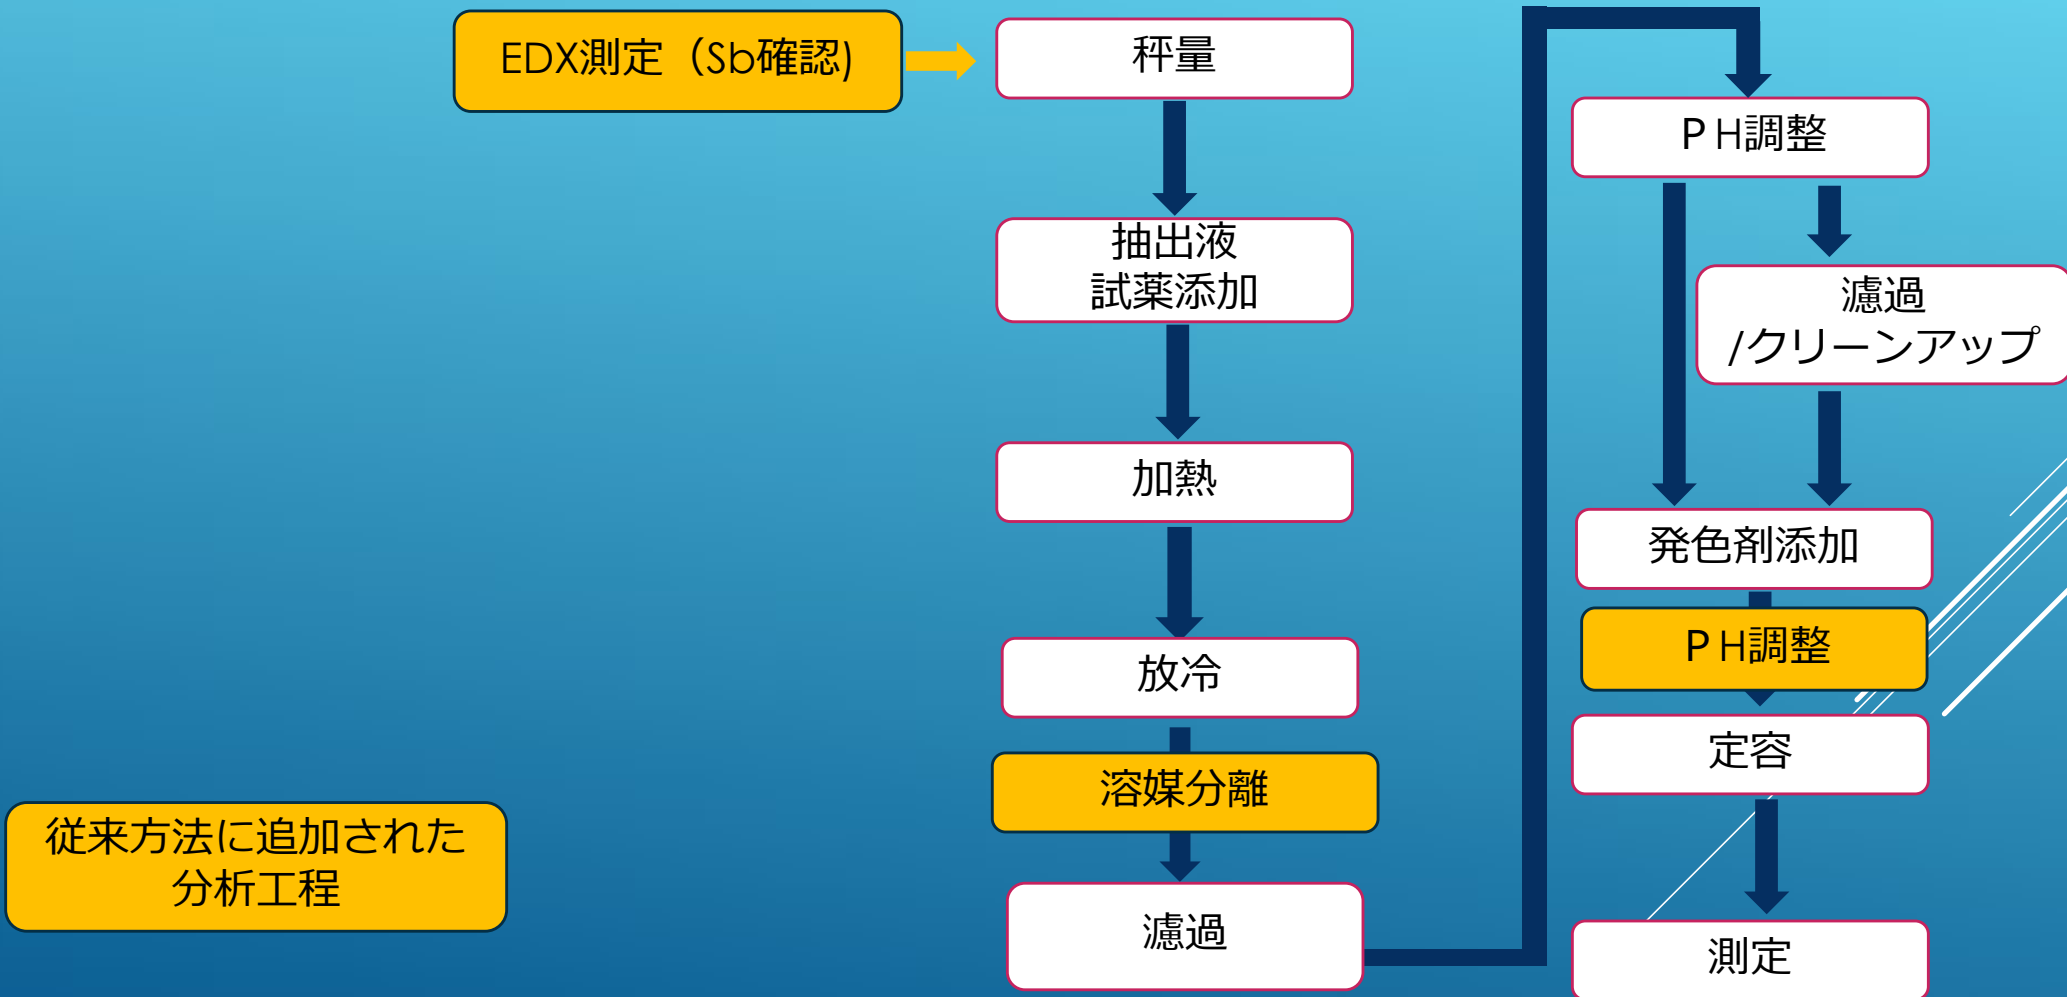 EDX測定（Sb確認)
秤量
抽出液
試薬添加
加熱
放冷
溶媒分離
濾過
ＰH調整
濾過
/クリーンアップ
発色剤添加
ＰH調整
定容
測定
従来方法に追加された
分析工程